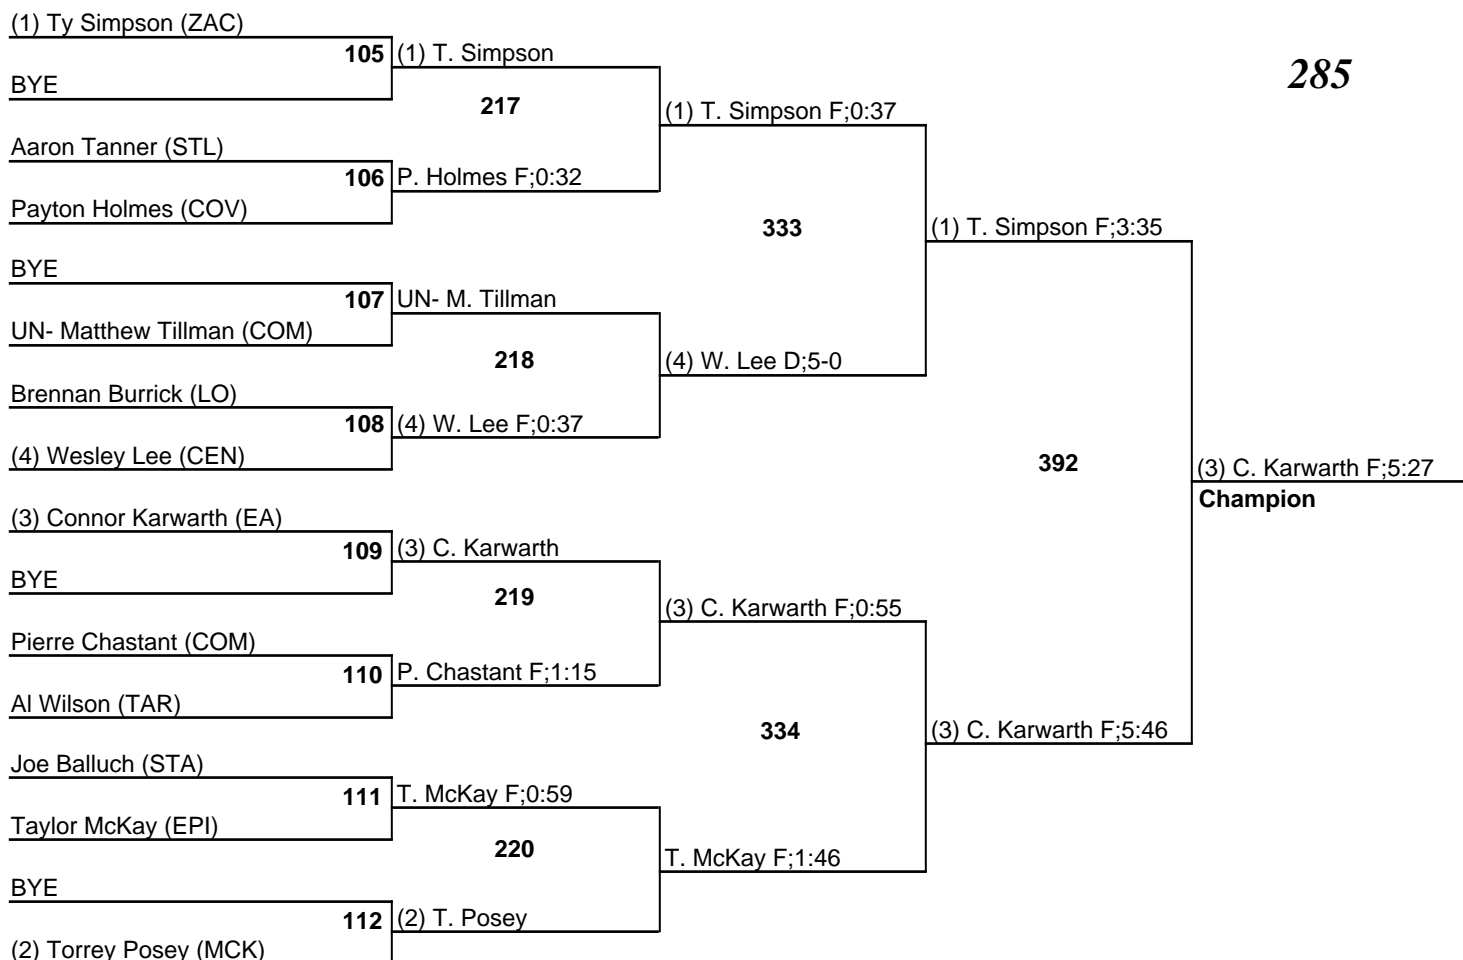 (1) Ty Simpson (ZAC)
BYE
Aaron Tanner (STL)
Payton Holmes (COV)
BYE
UN- Matthew Tillman (COM)
Brennan Burrick (LO)
(4) Wesley Lee (CEN)
(3) Connor Karwarth (EA)
BYE
Pierre Chastant (COM)
Al Wilson (TAR)
Joe Balluch (STA)
Taylor McKay (EPI)
BYE
(2) Torrey Posey (MCK)
105
106
107
108
109
110
111
112
(1) T. Simpson
P. Holmes F;0:32
UN- M. Tillman
(4) W. Lee F;0:37
(3) C. Karwarth
P. Chastant F;1:15
T. McKay F;0:59
(2) T. Posey
217
218
219
220
(1) T. Simpson F;0:37
(4) W. Lee D;5-0
(3) C. Karwarth F;0:55
T. McKay F;1:46
333
334
(1) T. Simpson F;3:35
(3) C. Karwarth F;5:46
392
(3) C. Karwarth F;5:27
Champion
285